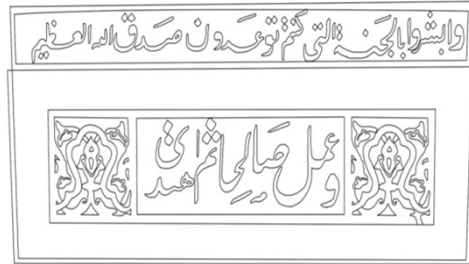 وابشروا بالجنة التي كنتم توعدون صدق الله العظيم
وعمل صالحا ثم اهتدى